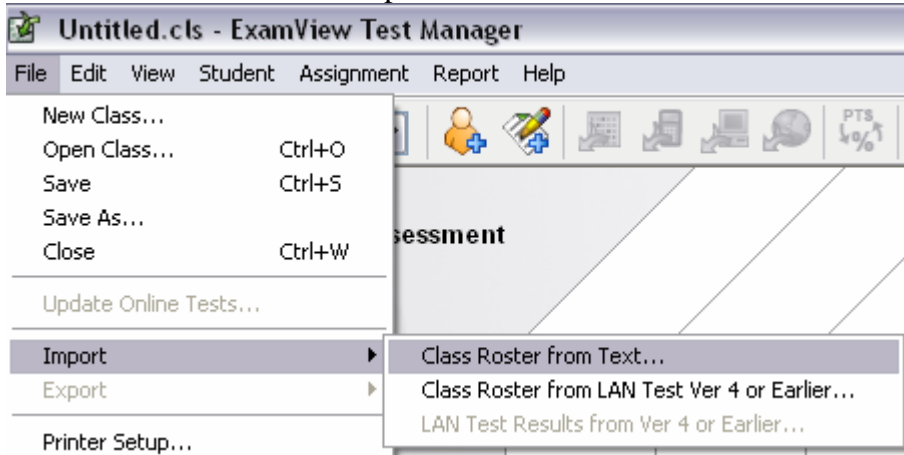 Untitled.cls - ExamView Test Manager
File Edit View Student Assignment Report Help
New Class...
Open Class... Ctrl+O
Save Ctrl+S
Save As...
Close Ctrl+W
Update Online Tests...
Import
Export
Printer Setup...
PTS
%
sessment
Class Roster from Text...
Class Roster from LAN Test Ver 4 or Earlier...
LAN Test Results from Ver 4 or Earlier...